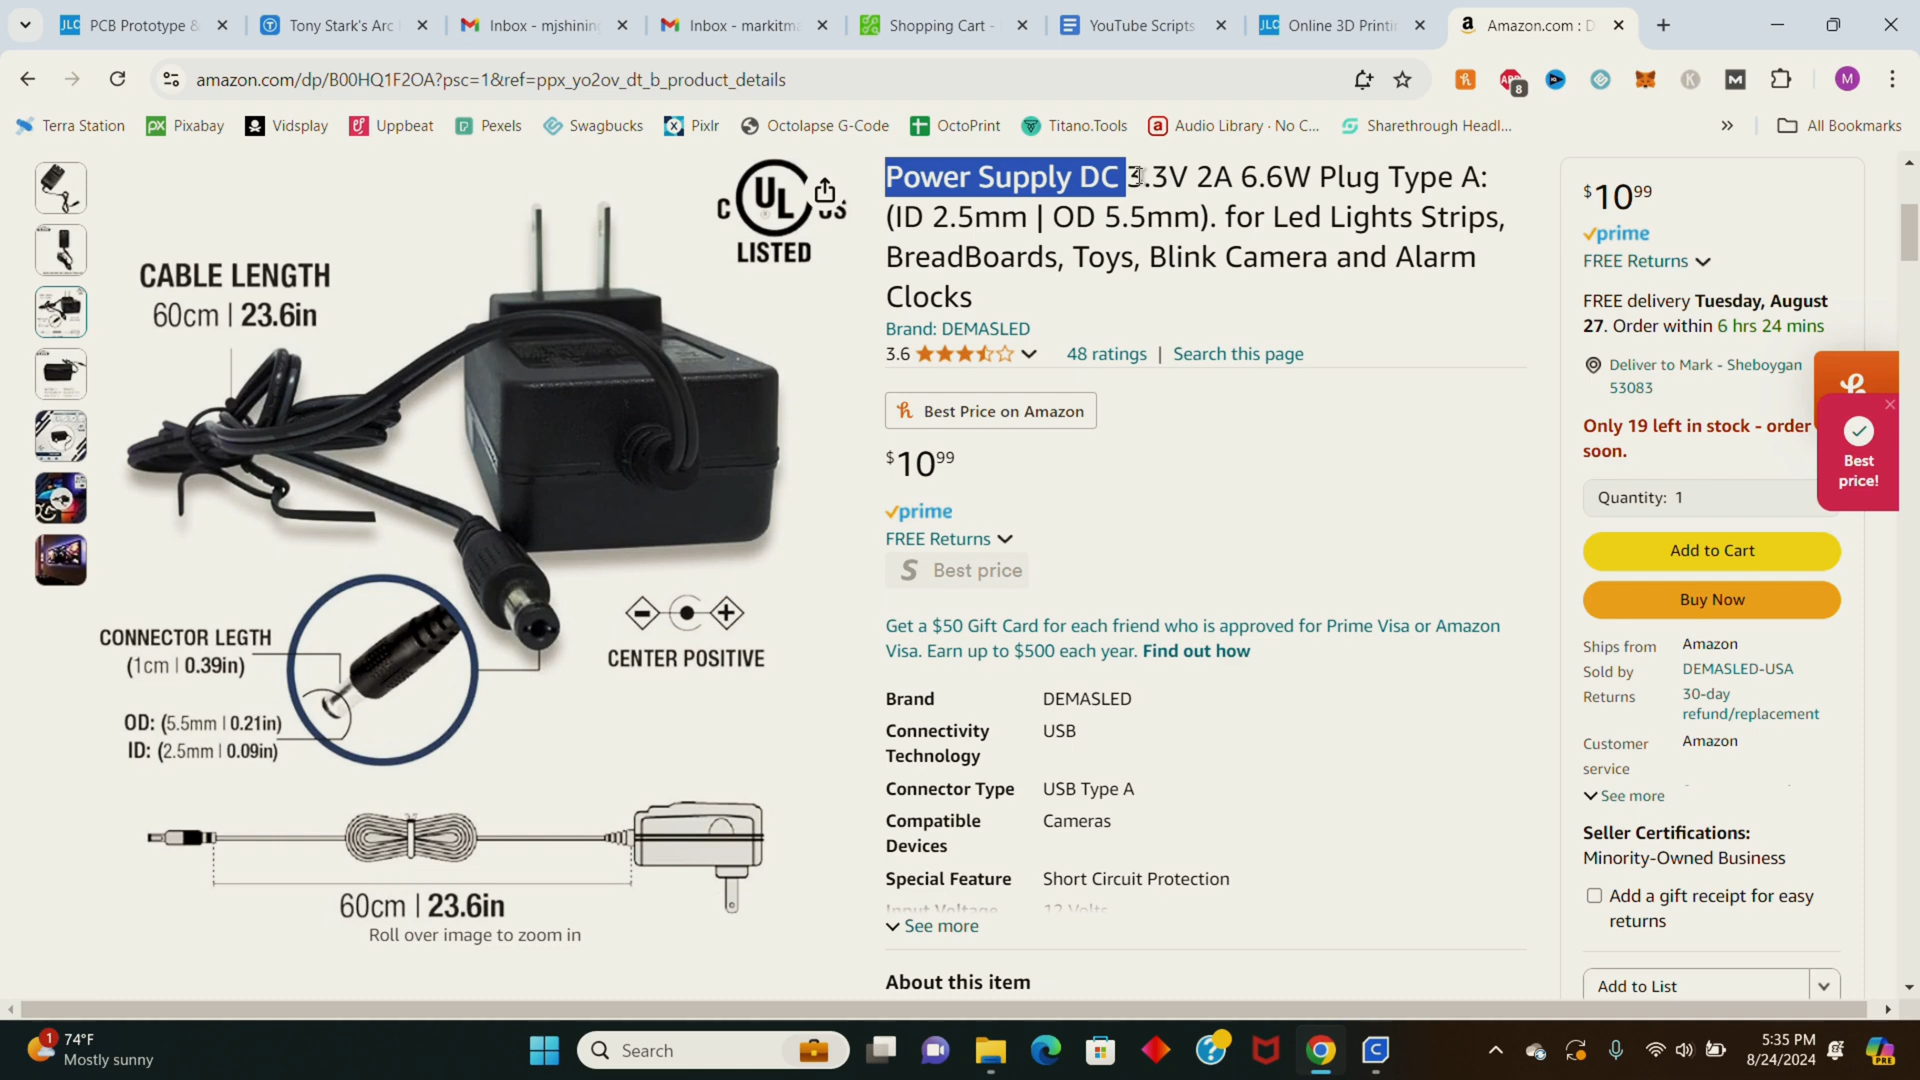 PCB Prototype &
Tony Stark's Arc
Inbox - mjshining
Inbox - markitma
Shopping Cart -
YouTube Scripts
Online 3D Printin
Amazon.com : D
amazon.com/dp/B00HQ1F2OA?psc=1&ref=ppx_yo2ov_dt_b_product_details
8
M
Terra Station
Pixabay
Vidsply
Uppbeat
Pexels
Swagbucks
Pixlr
Octolapse G-Code
OctoPrint
Titano.Tools
Audio Library · No C...
Sharethrough Headl...
»
All Bookmarks
CABLE LENGTH
60cm | 23.6in
C UL US
LISTED
CONNECTOR LEGTH
(1cm | 0.39in)
OD: (5.5mm | 0.21in)
ID: (2.5mm | 0.09in)
CENTER POSITIVE
60cm | 23.6in
Roll over image to zoom in
Power Supply DC 3.3V 2A 6.6W Plug Type A:
(ID 2.5mm | OD 5.5mm). for Led Lights Strips,
BreadBoards, Toys, Blink Camera and Alarm
Clocks
Brand: DEMASLED
3.6
48 ratings | Search this page
Best Price on Amazon
$10 99
prime
FREE Returns
S Best price
Get a $50 Gift Card for each friend who is approved for Prime Visa or Amazon
Visa. Earn up to $500 each year. Find out how
Brand DEMASLED
Connectivity Technology USB
Connector Type USB Type A
Compatible Devices Cameras
Special Feature Short Circuit Protection
Input Voltage 12 Volts
See more
About this item
$10 99
prime
FREE Returns
FREE delivery Tuesday, August
27. Order within 6 hrs 24 mins
Deliver to Mark - Sheboygan
53083
Only 19 left in stock - order
soon.
Quantity: 1
Add to Cart
Buy Now
Ships from Amazon
Sold by DEMASLED-USA
Returns 30-day
refund/replacement
Customer service Amazon
See more
Seller Certifications:
Minority-Owned Business
Add a gift receipt for easy
returns
Add to List
Best
price!
1
74°F
Mostly sunny
Search
5:35 PM
8/24/2024
PRE